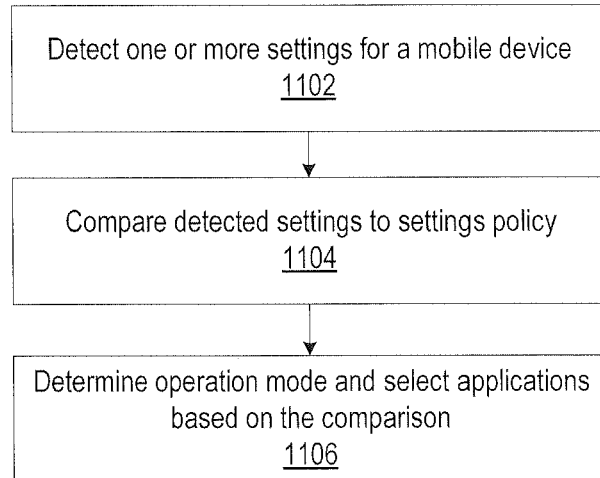 Detect one or more settings for a mobile device
1102
Compare detected settings to settings policy
1104
Determine operation mode and select applications
based on the comparison
1106